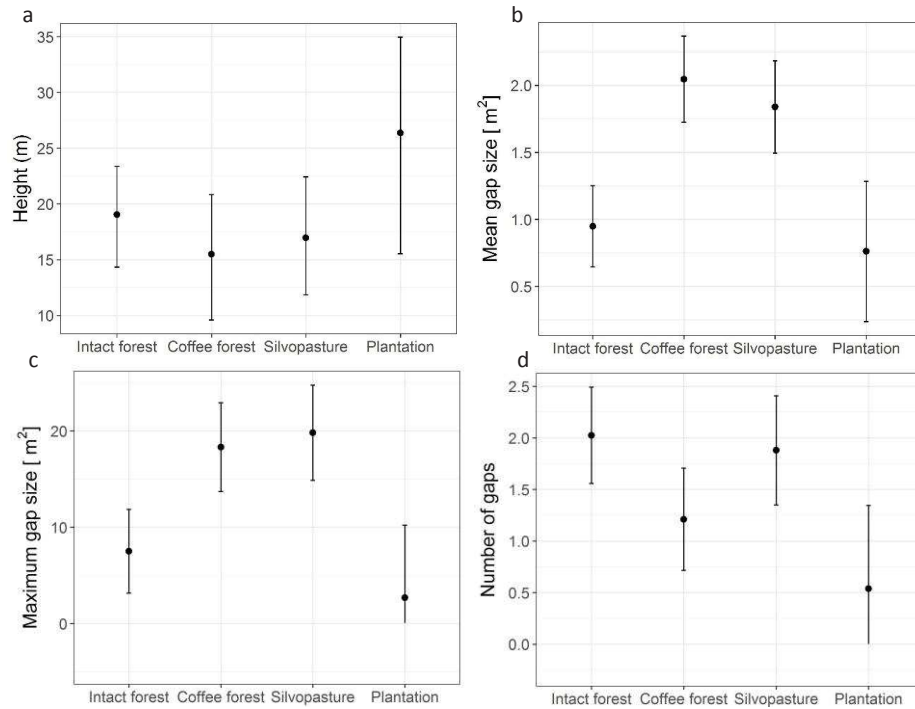 a
35
30
25
20
15
10
Height (m)
Intact forest Coffee forest Silvopasture Plantation
b
2.0
1.5
1.0
0.5
Mean gap size [ m²]
Intact forest Coffee forest Silvopasture Plantation
c
20
10
0
Maximum gap size [ m²]
Intact forest Coffee forest Silvopasture Plantation
d
2.5
2.0
1.5
1.0
0.5
0.0
Number of gaps
Intact forest Coffee forest Silvopasture Plantation